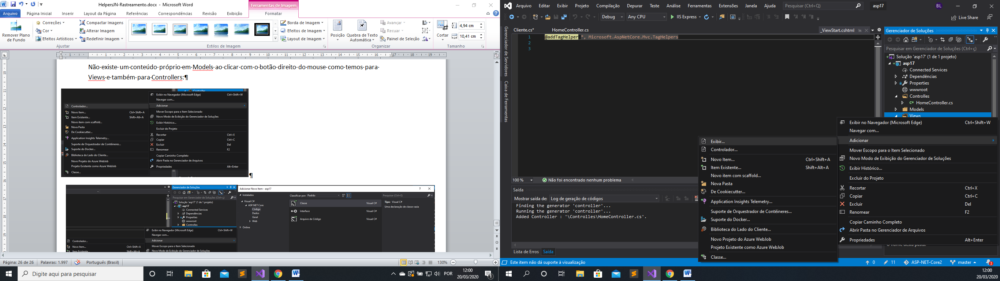 HelpersJN-Rastreamento.docx - Microsoft Word
Ferramentas de Imagem
Arquivo Página Inicial Inserir Layout da Página Referências Correspondências Revisão Exibição Formatar
Remover Plano de Fundo
Correções
Cor
Efeitos Artísticos
Compactar Imagens
Alterar Imagem
Redefinir Imagem
Borda de Imagem
Efeitos de Imagem
Layout de Imagem
Posição
Quebra de Texto Automática
Avançar
Recuar
Painel de Seleção
Cortar
4,94 cm
10,41 cm
Ajustar Estilos de Imagem Organizar Tamanho
Não existe um conteúdo próprio em Models ao clicar com o botão direito do mouse como temos para
Views e também para Controllers:¶
Controller
Exibir no Navegador (Microsoft Edge) Ctrl+Shift+W
Navegar com...
Adicionar
Mover Escopo para o Item Selecionado
Novo Modo de Exibição do Gerenciador de Soluções
Exibir Histórico...
Excluir do Projeto
Recortar Ctrl+X
Copiar Ctrl+C
Excluir Del
Renomear F2
Copiar Caminho Completo
Abrir Pasta no Gerenciador de Arquivos
Propriedades Alt+Enter
Controlador...
Novo Item... Ctrl+Shift+A
Item Existente... Shift+Alt+A
Novo item com scaffold...
Nova Pasta
De Cookiecutter...
Application Insights Telemetry...
Suporte de Orquestrador de Contêineres...
Suporte do Docker...
Biblioteca do Lado do Cliente...
Novo Projeto do Azure WebJob
Projeto Existente como Azure WebJob
Classe...
¶
Gerenciador de Soluções
Pesquisar em Gerenciador de Soluções (Ctrl+ç)
Solução 'asp17' (1 de 1 projeto)
asp17
Connected Services
Dependências
Properties
wwwroot
Controlles
Exibir no Navegador (Microsoft Edge) Ctrl+Shift+W
Navegar com...
Adicionar
Mover Escopo para o Item Selecionado
Novo Modo de Exibição do Gerenciador de Soluções
Controlador...
Novo Item... Ctrl+Shift+A
Item Existente... Shift+Alt+A
Adicionar Novo Item - asp17
Instalados
Visual C#
ASP.NET Core
Código
Dados
Geral
Web
Online
Classificar por: Padrão
Classe Visual C#
Interface Visual C#
Arquivo de Código Visual C#
Pesquisar (Ctrl+E)
Tipo: Visual C#
Uma declaração de classe vazia
Página: 26 de 26 Palavras: 1.997 Português (Brasil) 130%
Digite aqui para pesquisar
POR
12:00
20/03/2020
1
Arquivo Editar Exibir Projeto Compilação Depurar Teste Análise Ferramentas Extensões Janela Ajuda Pesquisar (Ctrl+Q) asp17 BL
Debug Any CPU IIS Express Live Share
Gerenciador de Servidores
Caixa de Ferramentas
Cliente.cs* HomeController.cs _ViewStart.cshtml
1 @addTagHelper *, Microsoft.AspNetCore.Mvc.TagHelpers
2
3
100 % Não foi encontrado nenhum problema
Saída
Mostrar saída de: Log de geração de códigos
Finding the generator 'controller'...
Running the generator 'controller'...
Added Controller : '\Controlles\HomeController.cs'.
Lista de Erros Saída
Gerenciador de Soluções
Pesquisar em Gerenciador de Soluções (Ctrl+ç)
Solução 'asp17' (1 de 1 projeto)
asp17
Connected Services
Dependências
Properties
wwwroot
Controlles
HomeController.cs
Models
Views
Exibir no Navegador (Microsoft Edge) Ctrl+Shift+W
Navegar com...
Adicionar
Mover Escopo para o Item Selecionado
Novo Modo de Exibição do Gerenciador de Soluções
Exibir Histórico...
Excluir do Projeto
Recortar Ctrl+X
Copiar Ctrl+C
Excluir Del
Renomear F2
Copiar Caminho Completo
Abrir Pasta no Gerenciador de Arquivos
Propriedades Alt+Enter
O nome desta pasta.
Exibir...
Controlador...
Novo Item... Ctrl+Shift+A
Item Existente... Shift+Alt+A
Novo item com scaffold...
Nova Pasta
De Cookiecutter...
Application Insights Telemetry...
Suporte de Orquestrador de Contêineres...
Suporte do Docker...
Biblioteca do Lado do Cliente...
Novo Projeto do Azure WebJob
Projeto Existente como Azure WebJob
Classe...
Este item não dá suporte à visualização 0 11 ASP-NET-Core2 master 3
12:00
20/03/2020